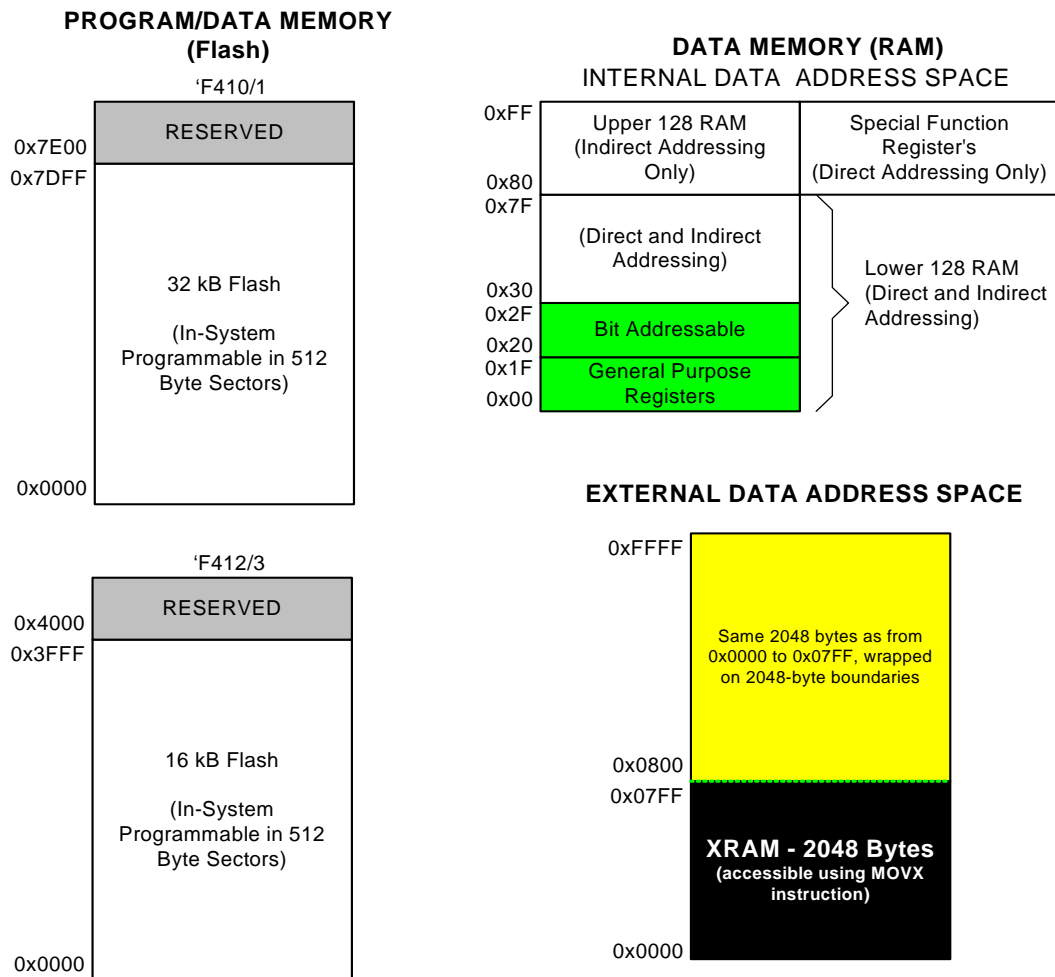 PROGRAM/DATA MEMORY
(Flash)
‘F410/1
RESERVED
0x7E00
0x7DFF
32 kB Flash
(In-System
Programmable in 512
Byte Sectors)
0x0000
‘F412/3
RESERVED
0x4000
0x3FFF
16 kB Flash
(In-System
Programmable in 512
Byte Sectors)
0x0000
DATA MEMORY (RAM)
INTERNAL DATA ADDRESS SPACE
0xFF
Upper 128 RAM
(Indirect Addressing
Only)
Special Function
Register's
(Direct Addressing Only)
0x80
0x7F
(Direct and Indirect
Addressing)
Lower 128 RAM
(Direct and Indirect
Addressing)
0x30
0x2F
Bit Addressable
0x20
0x1F
General Purpose
Registers
0x00
EXTERNAL DATA ADDRESS SPACE
0xFFFF
Same 2048 bytes as from
0x0000 to 0x07FF, wrapped
on 2048-byte boundaries
0x0800
0x07FF
XRAM - 2048 Bytes
(accessible using MOVX
instruction)
0x0000